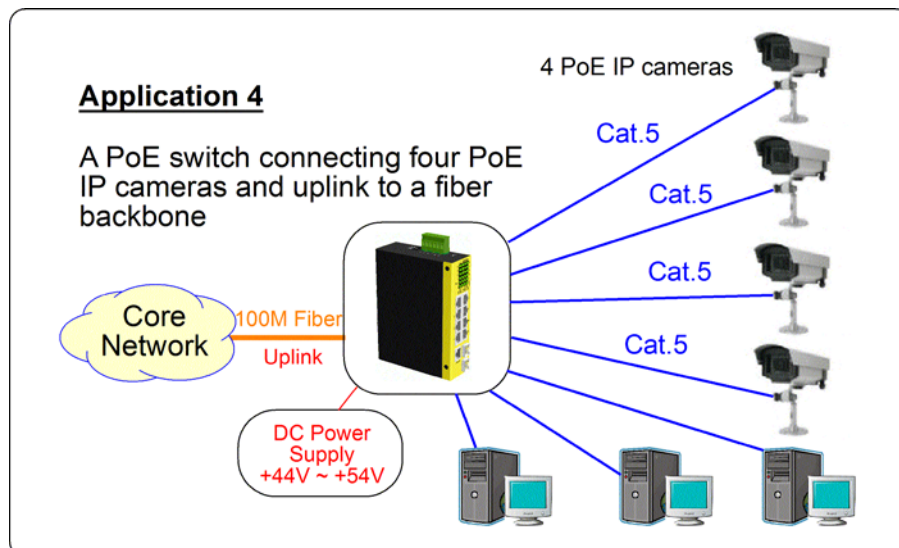 4 PoE IP cameras
Application 4
A PoE switch connecting four PoE
IP cameras and uplink to a fiber
backbone
Cat.5
Cat.5
Cat.5
Cat.5
Core
Network
100M Fiber
Uplink
DC Power
Supply
+44V ~ +54V